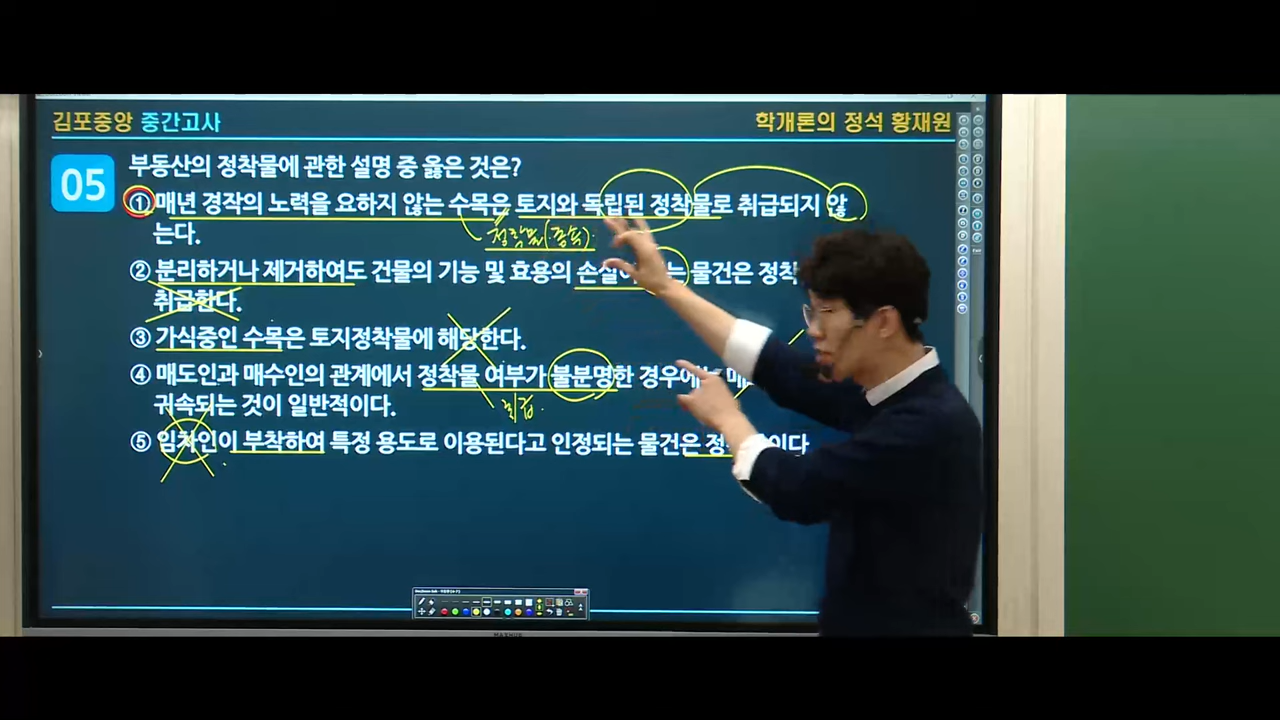 김포중앙 중간고사
학개론의 정석 황재원
05
부동산의 정착물에 관한 설명 중 옳은 것은?
① 매년 경작의 노력을 요하지 않는 수목은 토지와 독립된 정착물로 취급되지 않
는다.
정착물(종속)
② 분리하거나 제거하여도 건물의 기능 및 효용의 손실이 는 물건은 정착
취급한다.
③ 가식중인 수목은 토지정착물에 해당한다.
④ 매도인과 매수인의 관계에서 정착물 여부가 불분명한 경우에는
귀속되는 것이 일반적이다.
⑤ 임차인이 부착하여 특정 용도로 이용된다고 인정되는 물건은 이다
MAXHUB